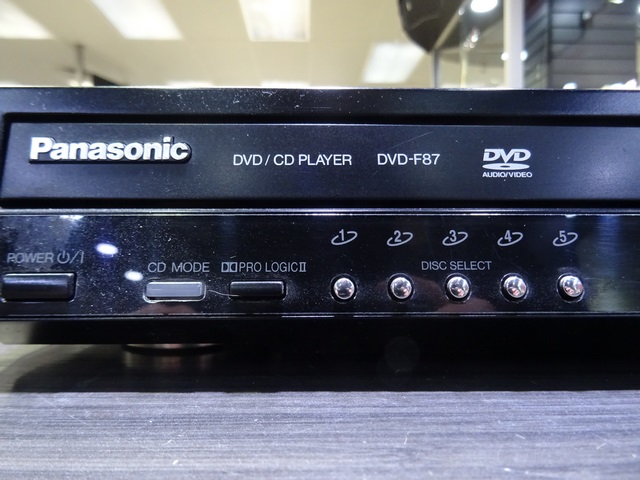 Panasonic
DVD / CD PLAYER DVD-F87
DVD
AUDIO/VIDEO
1 2 3 4 5
POWER ⏻/I
CD MODE
PRO LOGIC II
DISC SELECT